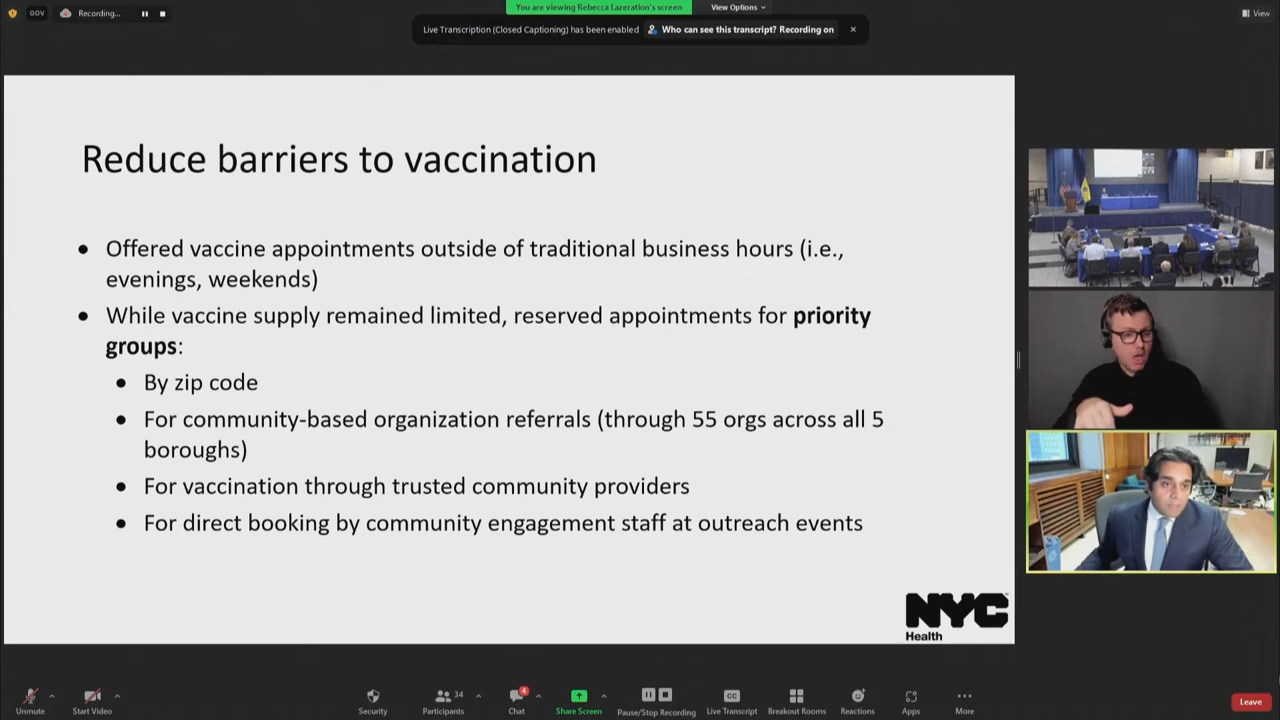 GOV
Recording...
You are viewing Rebecca Lazeration's screen
View Options
View
Live Transcription (Closed Captioning) has been enabled
Who can see this transcript? Recording on
Reduce barriers to vaccination
• Offered vaccine appointments outside of traditional business hours (i.e.,
evenings, weekends)
• While vaccine supply remained limited, reserved appointments for priority
groups:
• By zip code
• For community-based organization referrals (through 55 orgs across all 5
boroughs)
• For vaccination through trusted community providers
• For direct booking by community engagement staff at outreach events
NYC
Health
Unmute
Start Video
Security
34
Participants
4
Chat
Share Screen
Pause/Stop Recording
CC
Live Transcript
Breakout Rooms
Reactions
Apps
More
Leave